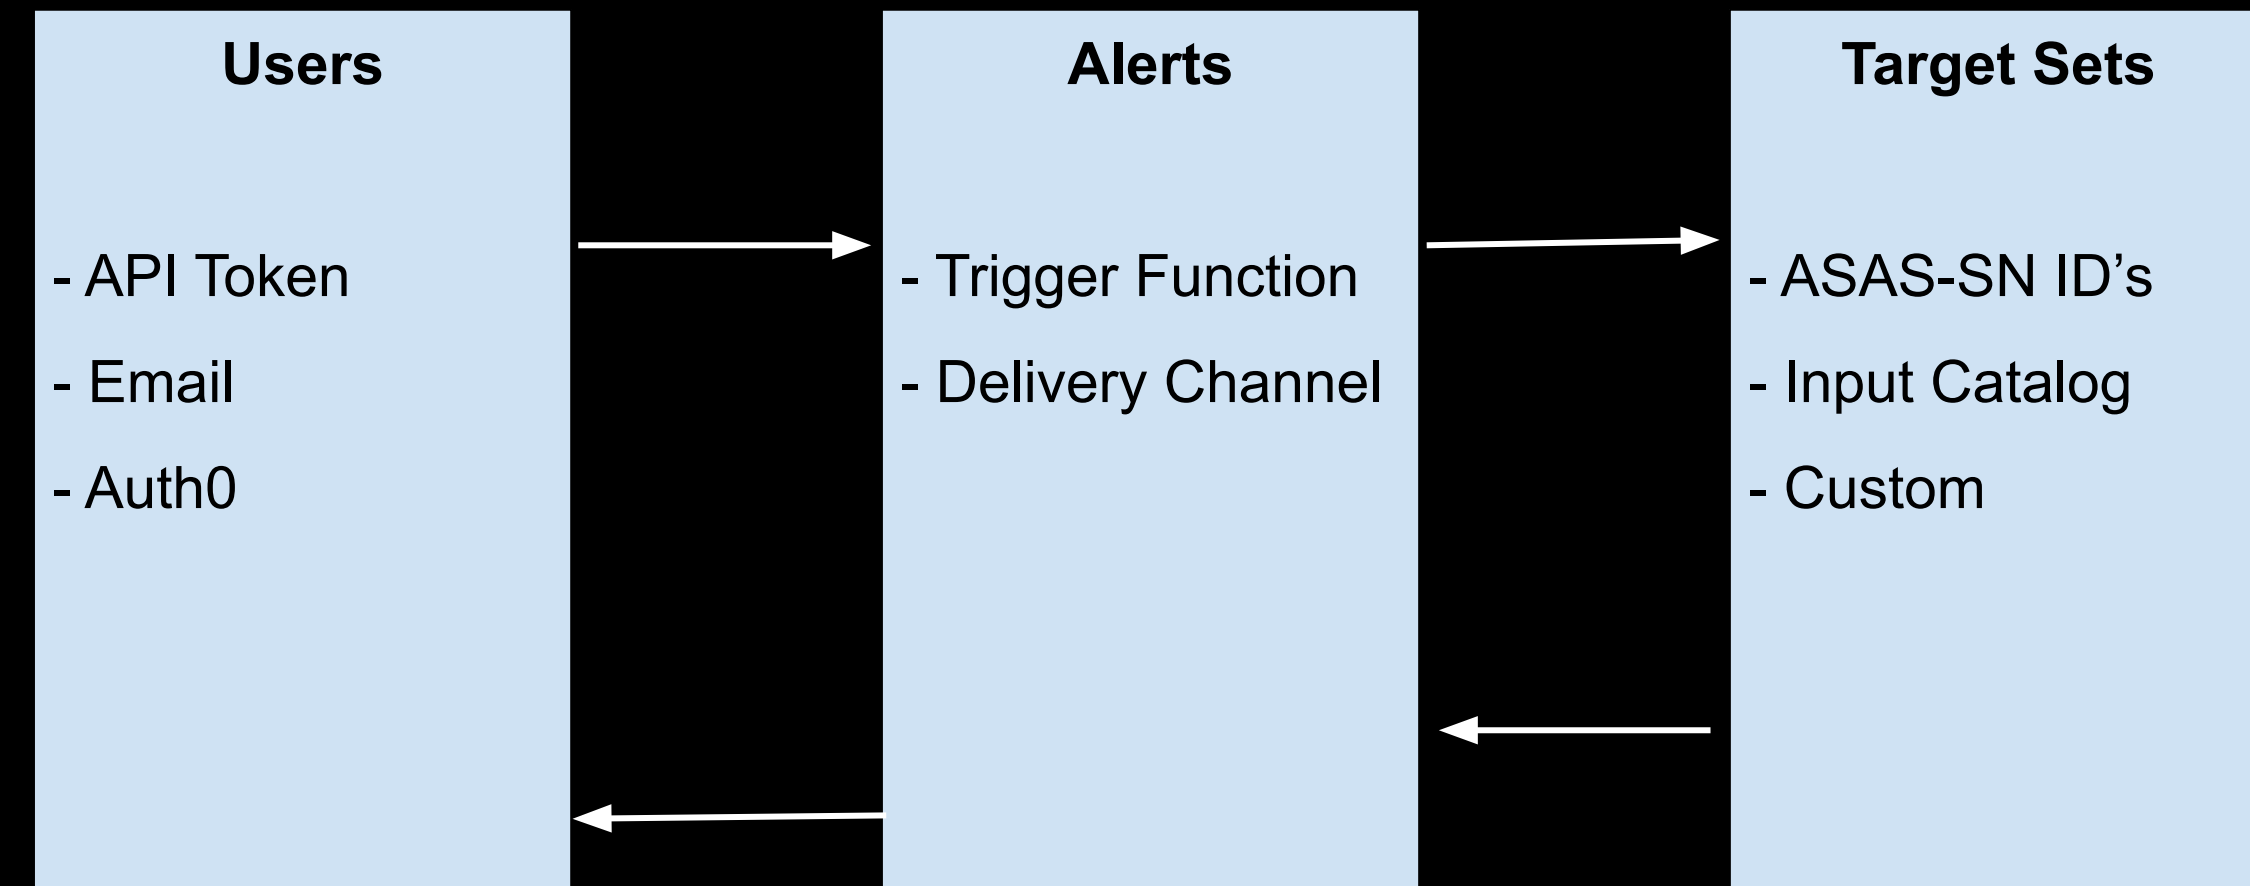 Users
- API Token
- Email
- Auth0
Alerts
- Trigger Function
- Delivery Channel
Target Sets
- ASAS-SN ID’s
- Input Catalog
- Custom